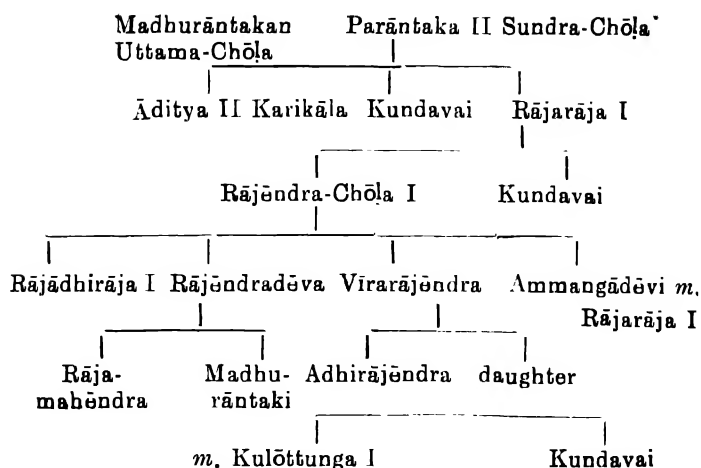 Madhurāntakan Parāntaka II Sundra-Chōḷa
Uttama-Chōḷa
Āditya II Karikāla Kundavai Rājarāja I
Rājēndra-Chōḷa I Kundavai
Rājādhirāja I Rājēndradēva Vīrarājēndra Ammangādēvi m.
Rājarāja I
Rāja- Madhu- Adhirājēndra daughter
mahēndra rāntaki
m. Kulōttunga I Kundavai